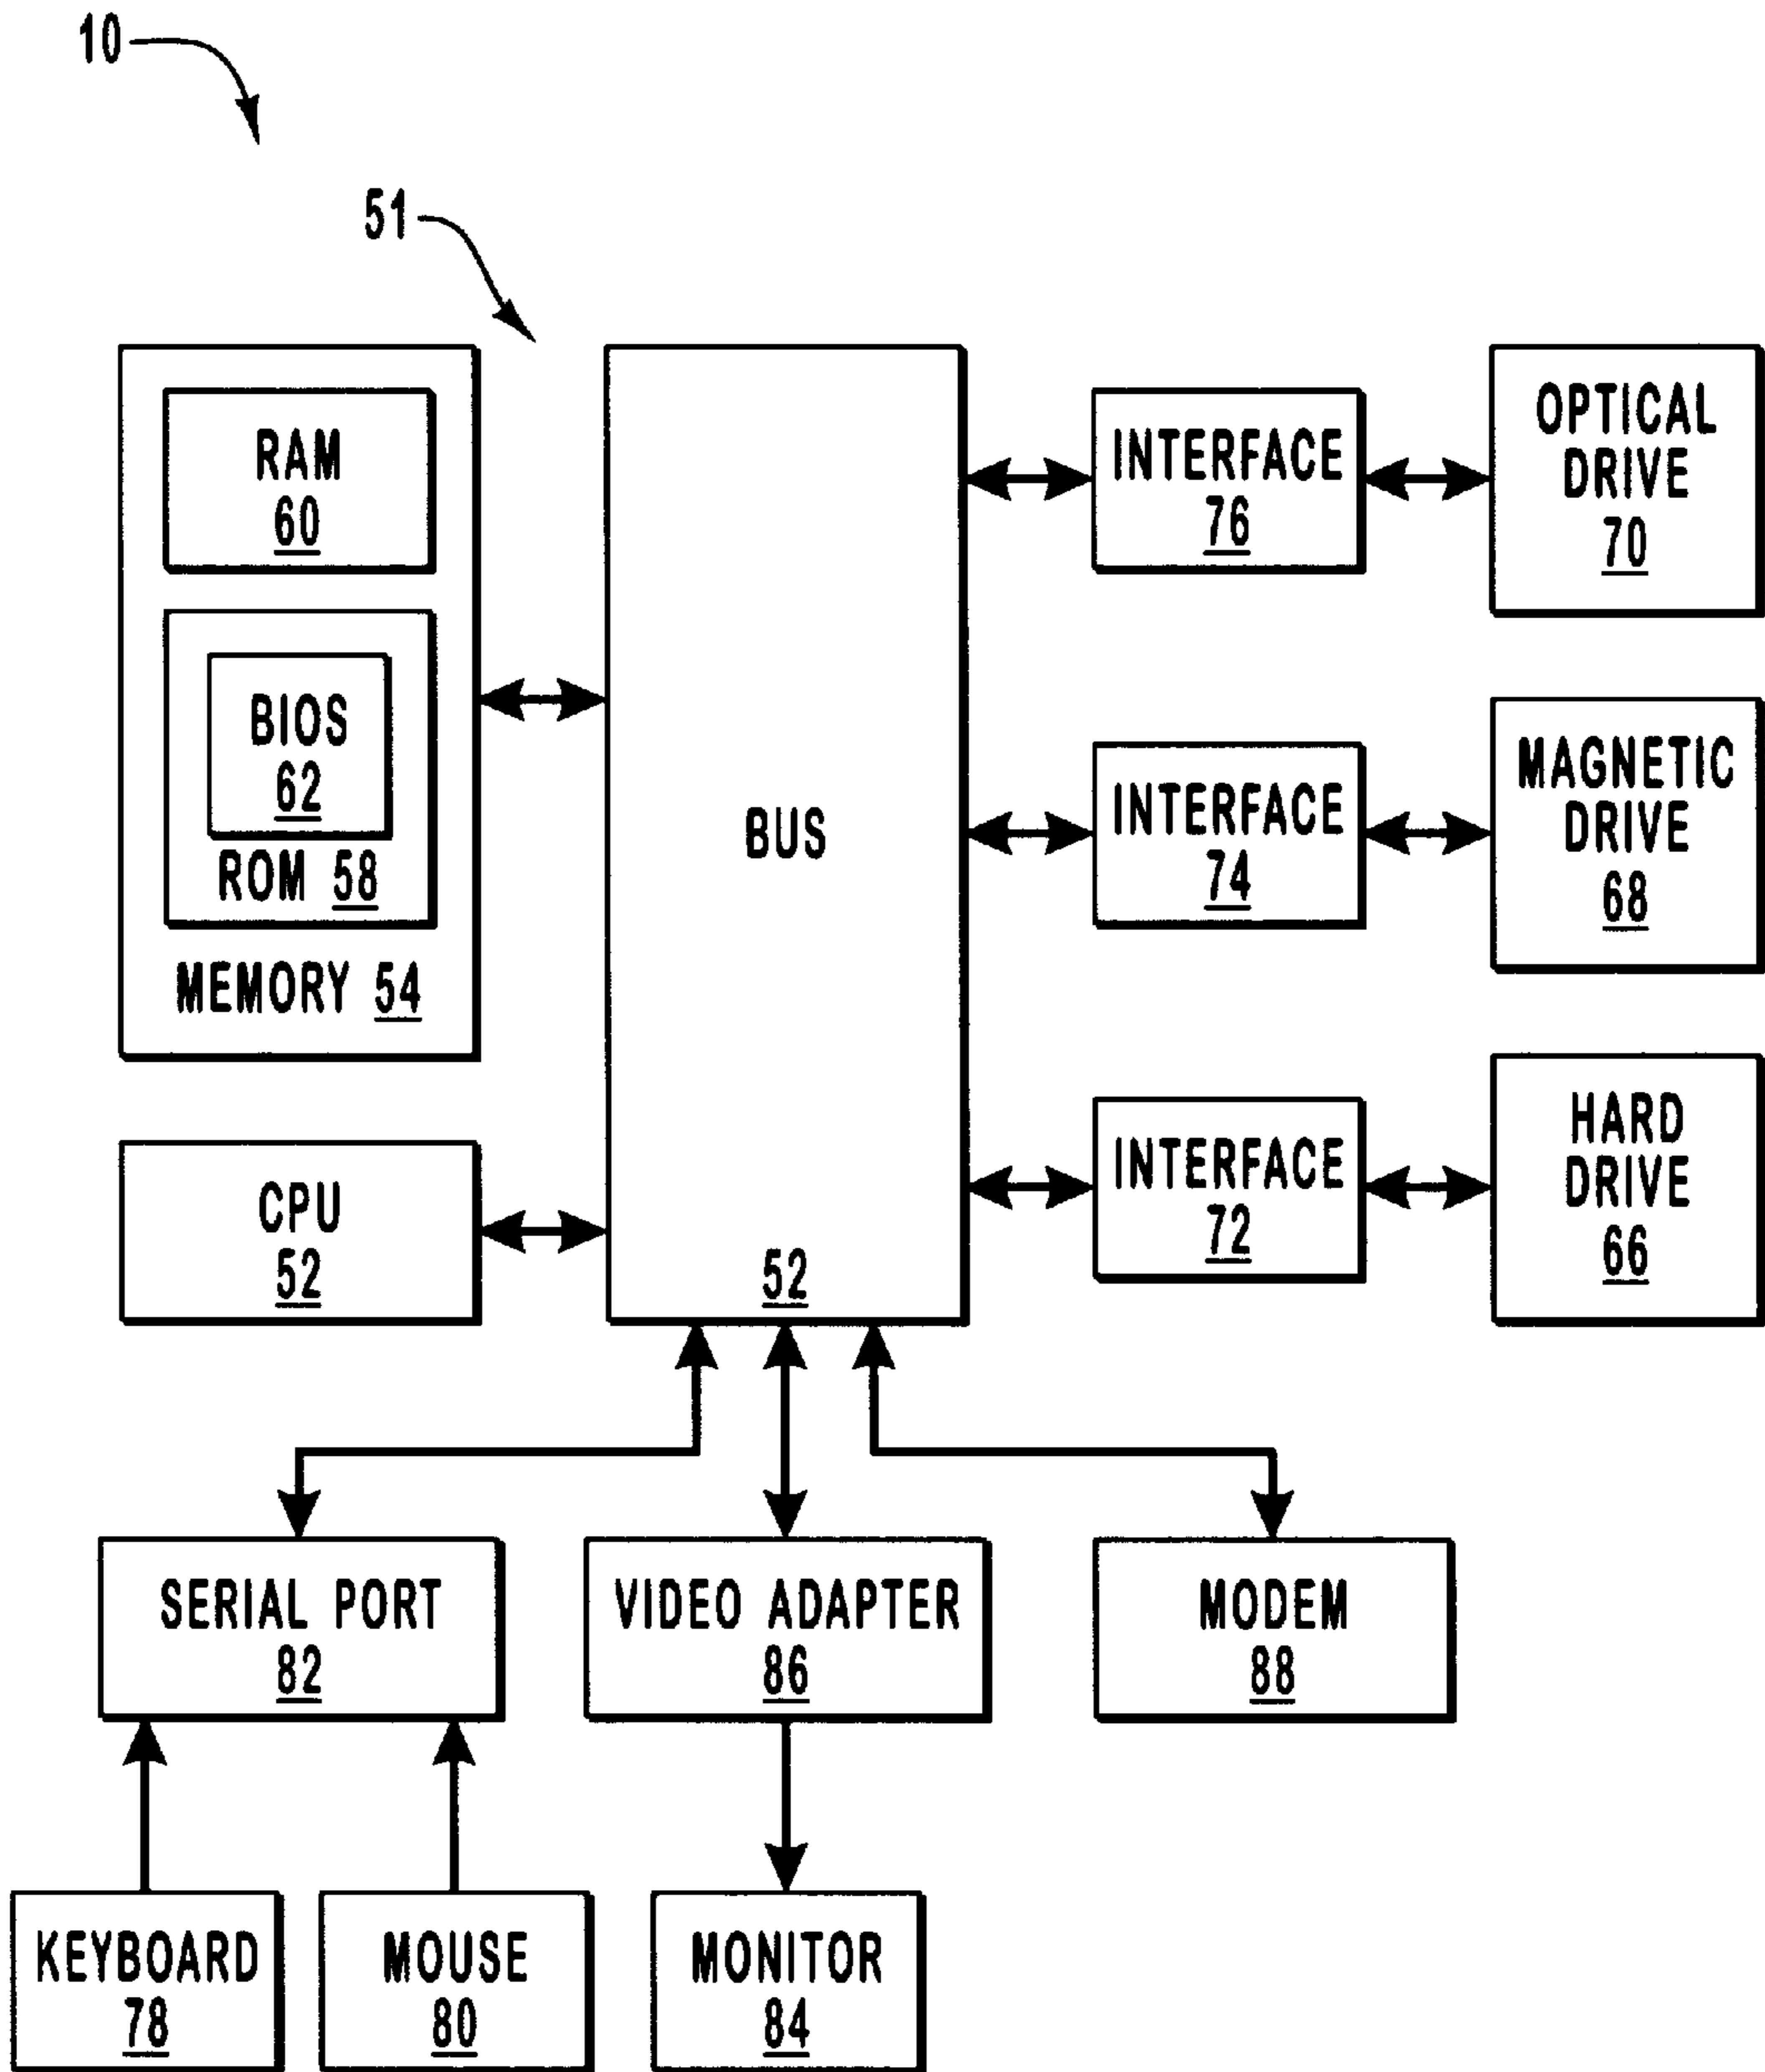 10
51
RAM
60
BIOS
62
ROM 58
MEMORY 54
CPU
52
BUS
52
INTERFACE
76
OPTICAL
DRIVE
70
INTERFACE
74
MAGNETIC
DRIVE
68
INTERFACE
72
HARD
DRIVE
66
SERIAL PORT
82
VIDEO ADAPTER
86
MODEM
88
KEYBOARD
78
MOUSE
80
MONITOR
84